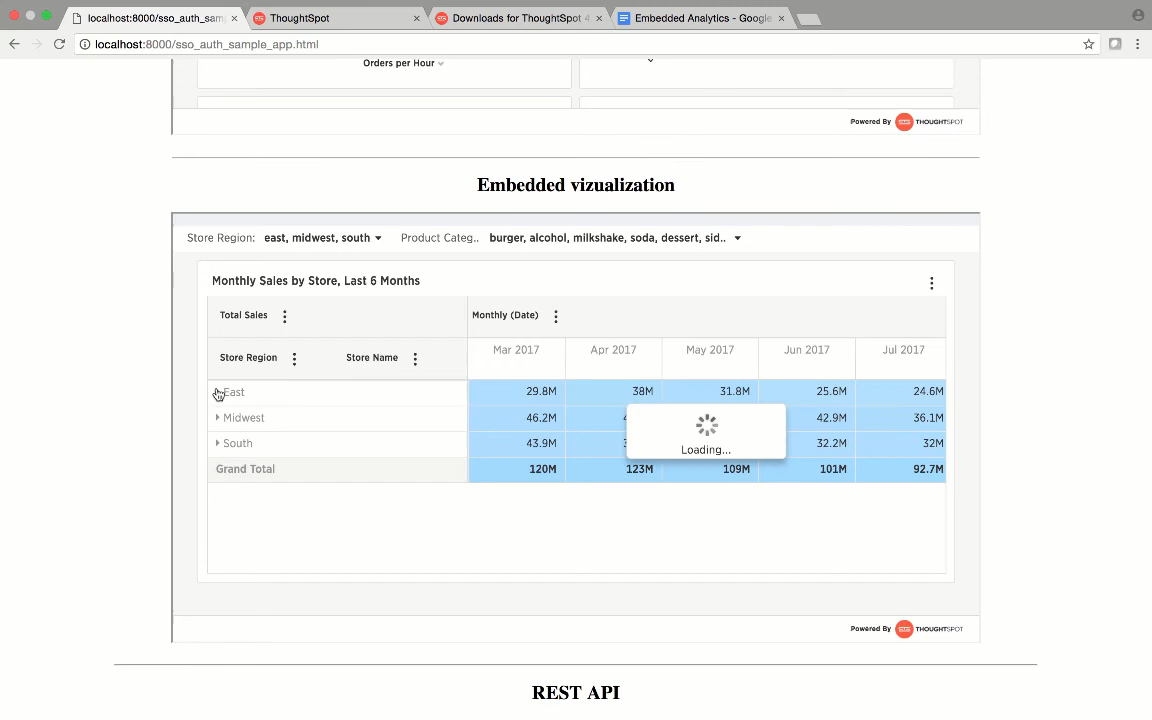 localhost:8000/sso_auth_sam
ThoughtSpot
Downloads for ThoughtSpot 4
Embedded Analytics - Google
localhost:8000/sso_auth_sample_app.html
Orders per Hour
Powered By THOUGHTSPOT
Embedded vizualization
Store Region: east, midwest, south Product Categ.. burger, alcohol, milkshake, soda, dessert, sid..
Monthly Sales by Store, Last 6 Months
Total Sales Monthly (Date)
Store Region Store Name Mar 2017 Apr 2017 May 2017 Jun 2017 Jul 2017
East 29.8M 38M 31.8M 25.6M 24.6M
Midwest 46.2M 42.9M 36.1M
South 43.9M 32.2M 32M
Loading...
Grand Total 120M 123M 109M 101M 92.7M
Powered By THOUGHTSPOT
REST API